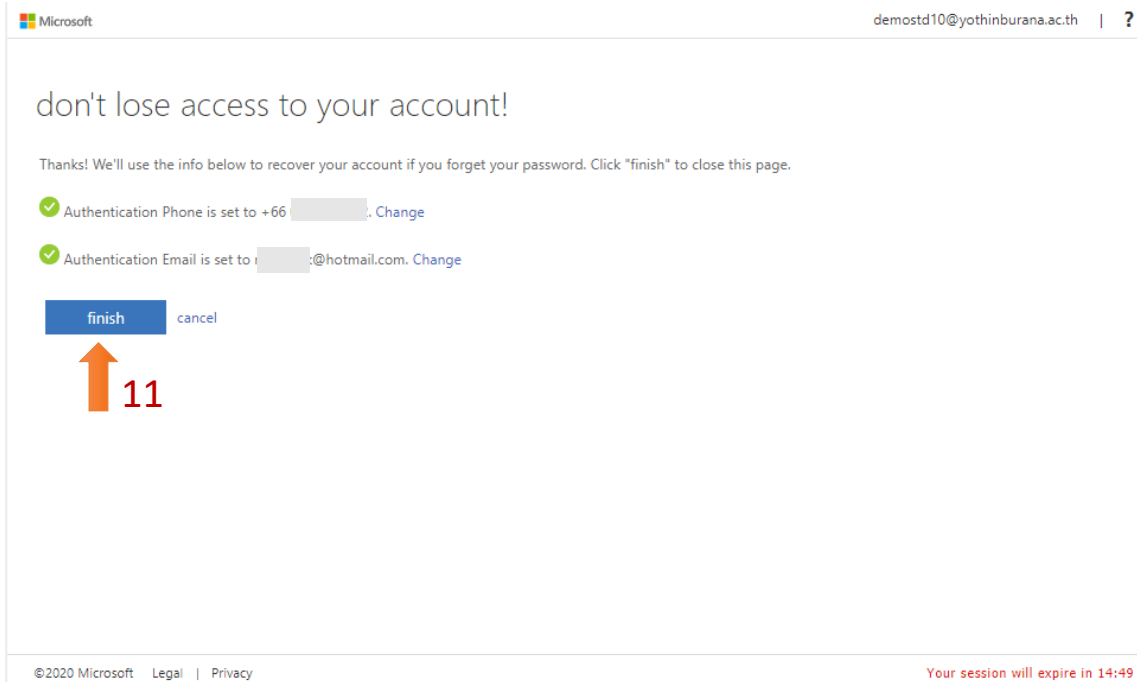 Microsoft
demostd10@yothinburana.ac.th | ?
don't lose access to your account!
Thanks! We'll use the info below to recover your account if you forget your password. Click "finish" to close this page.
Authentication Phone is set to +66 . Change
Authentication Email is set to @hotmail.com. Change
finish cancel
11
©2020 Microsoft Legal | Privacy
Your session will expire in 14:49